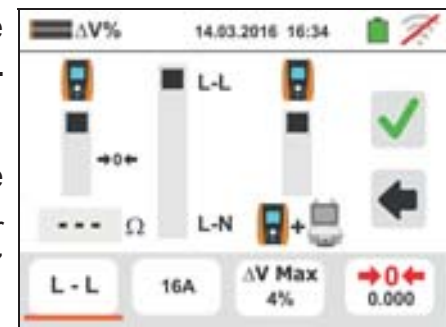 ΔV% 14.03.2016 16:34
L-L
→0←
--- Ω L-N +
L - L 16A ΔV Max 4% →0← 0.000